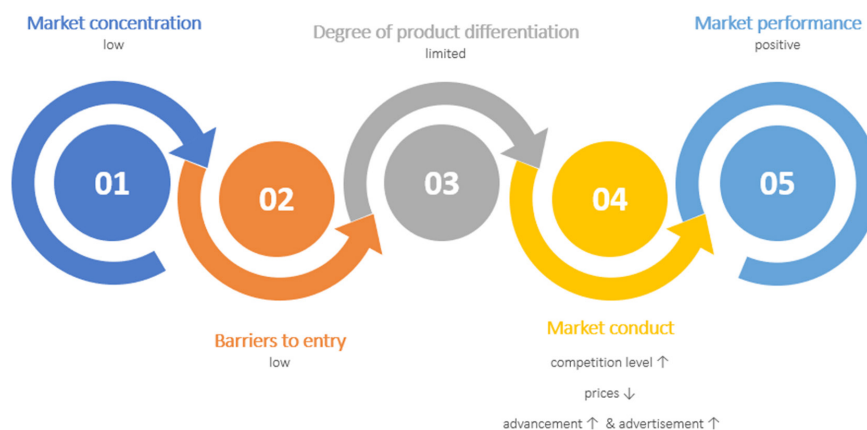 Market concentration
low
Degree of product differentiation
limited
Market performance
positive
01
02
03
04
05
Barriers to entry
low
Market conduct
competition level ↑
prices ↓
advancement ↑ & advertisement ↑